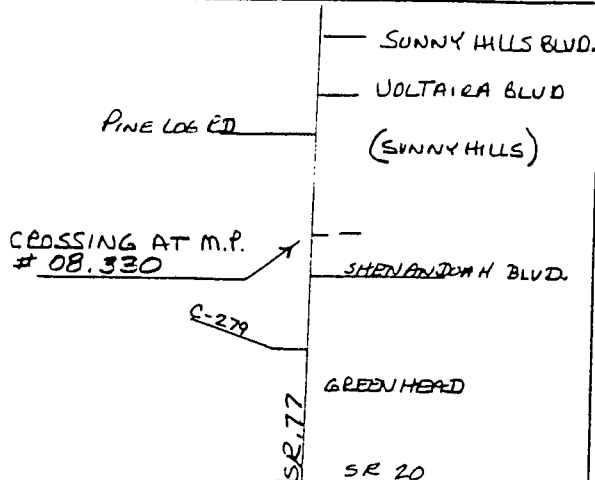 SUNNY HILLS BLVD.
VOLTAIRA BLVD
PINE LOG RD
(SUNNY HILLS)
CROSSING AT M.P.
# 08.330
SHENANDOAH BLVD.
C-279
GREENHEAD
SR.77
SR 20